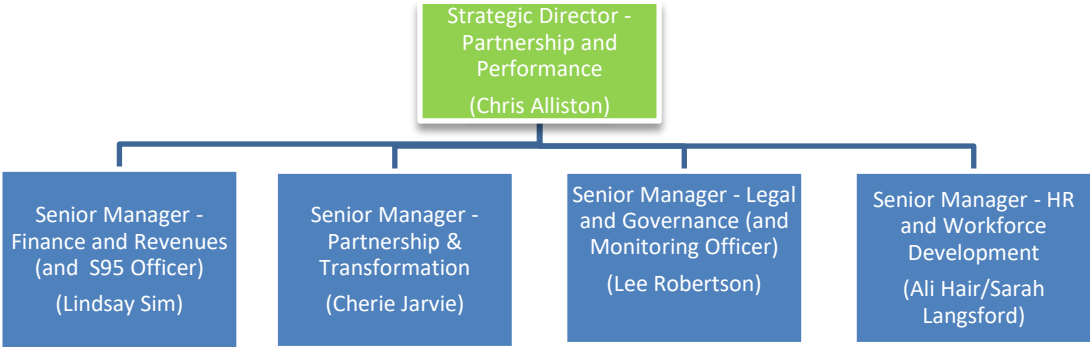 Strategic Director -
Partnership and
Performance
(Chris Alliston)
Senior Manager -
Finance and Revenues
(and  S95 Officer)
(Lindsay Sim)
Senior Manager -
Partnership &
Transformation
(Cherie Jarvie)
Senior Manager - Legal
and Governance (and
Monitoring Officer)
(Lee Robertson)
Senior Manager - HR
and Workforce
Development
(Ali Hair/Sarah
Langsford)